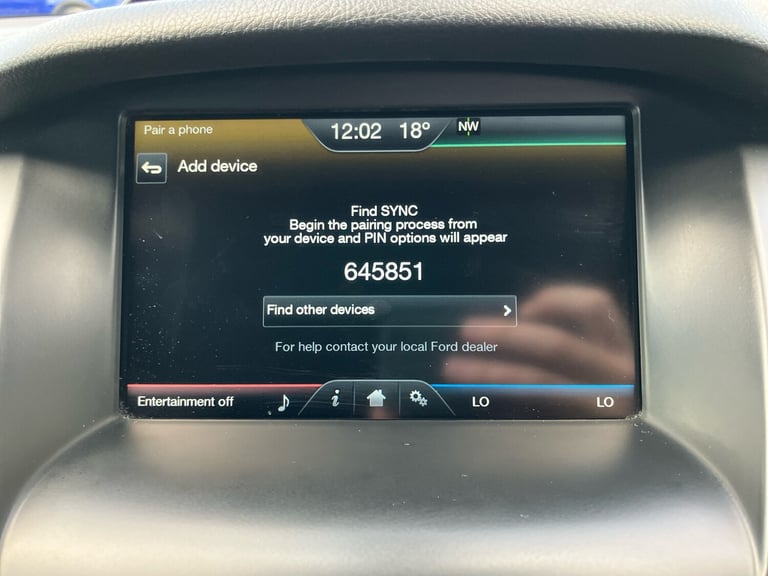 Pair a phone
12:02 18° NW
Add device
Find SYNC
Begin the pairing process from
your device and PIN options will appear
645851
Find other devices
For help contact your local Ford dealer
Entertainment off
i
LO
LO